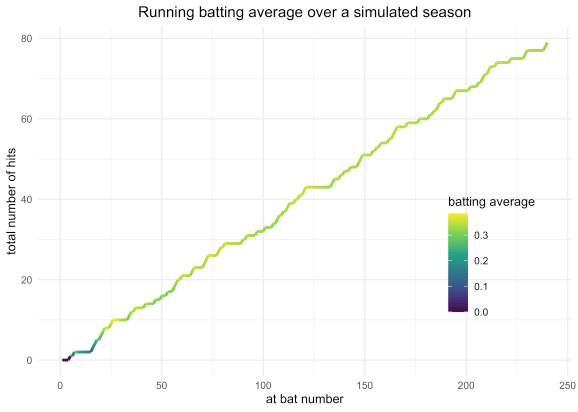 Running batting average over a simulated season
80
60
40
20
0
total number of hits
batting average
0.3
0.2
0.1
0.0
0 50 100 150 200 250
at bat number